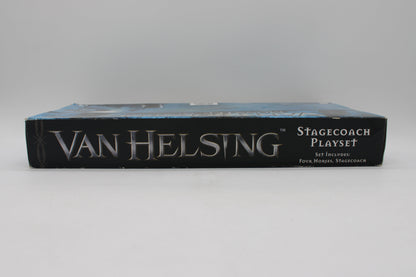 VAN HELSING™
STAGECOACH
PLAYSET
SET INCLUDES:
FOUR HORSES, STAGECOACH